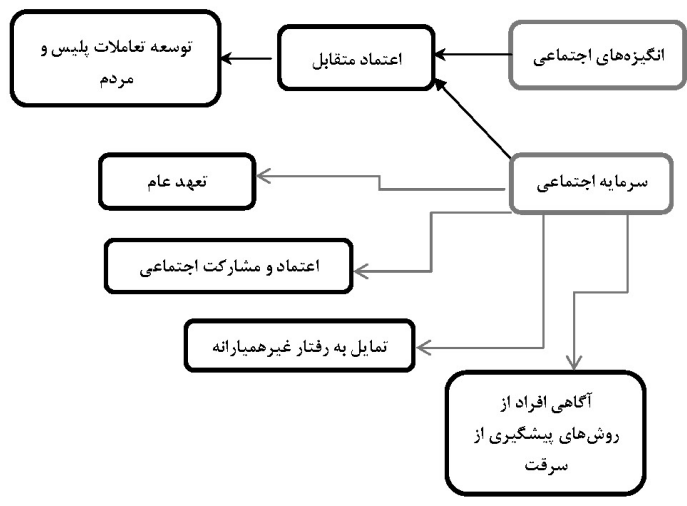 انگیزه‌های اجتماعی
اعتماد متقابل
توسعه تعاملات پلیس و
مردم
سرمایه اجتماعی
تعهد عام
اعتماد و مشارکت اجتماعی
تمایل به رفتار غیرهمیارانه
آگاهی افراد از
روش‌های پیشگیری از
سرقت